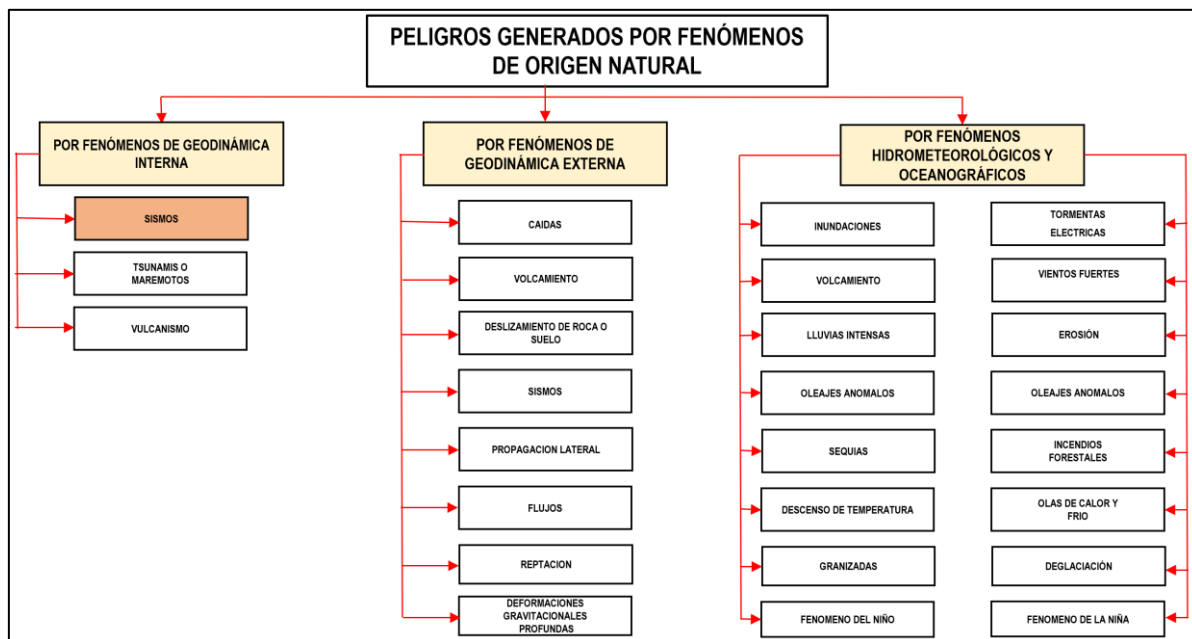 PELIGROS GENERADOS POR FENÓMENOS
DE ORIGEN NATURAL
POR FENÓMENOS DE GEODINÁMICA
INTERNA
SISMOS
TSUNAMIS O
MAREMOTOS
VULCANISMO
POR FENÓMENOS DE
GEODINÁMICA EXTERNA
CAIDAS
VOLCAMIENTO
DESLIZAMIENTO DE ROCA O
SUELO
SISMOS
PROPAGACION LATERAL
FLUJOS
REPTACION
DEFORMACIONES
GRAVITACIONALES
PROFUNDAS
POR FENÓMENOS
HIDROMETEOROLÓGICOS Y
OCEANOGRÁFICOS
INUNDACIONES
VOLCAMIENTO
LLUVIAS INTENSAS
OLEAJES ANOMALOS
SEQUIAS
DESCENSO DE TEMPERATURA
GRANIZADAS
FENOMENO DEL NIÑO
TORMENTAS
ELECTRICAS
VIENTOS FUERTES
EROSIÓN
OLEAJES ANOMALOS
INCENDIOS
FORESTALES
OLAS DE CALOR Y
FRIO
DEGLACIACIÓN
FENOMENO DE LA NIÑA